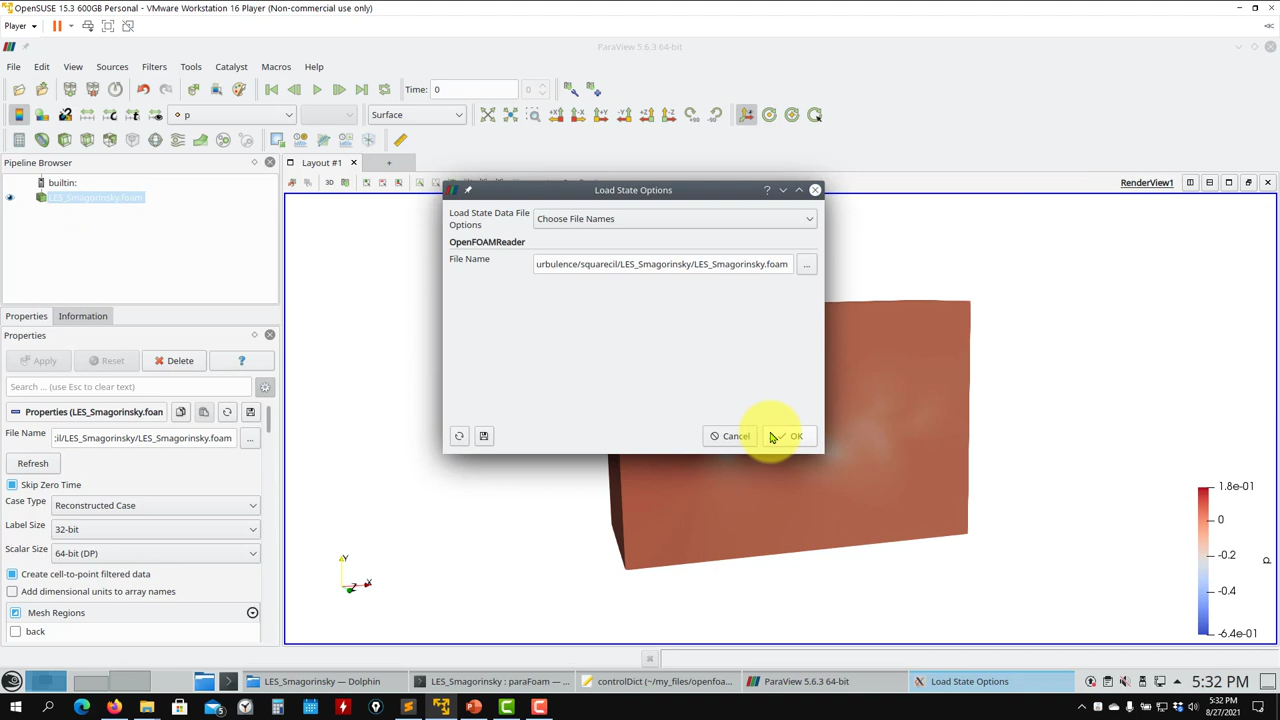 OpenSUSE 15.3 600GB Personal - VMware Workstation 16 Player (Non-commercial use only)
Player
ParaView 5.6.3 64-bit
File Edit View Sources Filters Tools Catalyst Macros Help
Time: 0 0
p Surface
+X -X +Y -Y +Z -Z
Pipeline Browser
Layout #1 +
builtin:
LES_Smagorinsky.foam
3D
RenderView1
Load State Options
Load State Data File Options
Choose File Names
OpenFOAMReader
File Name urbulence/squarecil/LES_Smagorinsky/LES_Smagorinsky.foam ...
Cancel OK
Properties Information
Properties
Apply Reset Delete ?
Search ... (use Esc to clear text)
Properties (LES_Smagorinsky.foan
File Name :il/LES_Smagorinsky/LES_Smagorinsky.foam ...
Refresh
Skip Zero Time
Case Type Reconstructed Case
Label Size 32-bit
Scalar Size 64-bit (DP)
Create cell-to-point filtered data
Add dimensional units to array names
Mesh Regions
back
Y
X
Z
1.8e-01
0
-0.2
-0.4
-6.4e-01
p
LES_Smagorinsky — Dolphin
LES_Smagorinsky : paraFoam — ...
controlDict (~/my_files/openfoa...
ParaView 5.6.3 64-bit
Load State Options
5:32 PM
5:32 PM
8/27/2021